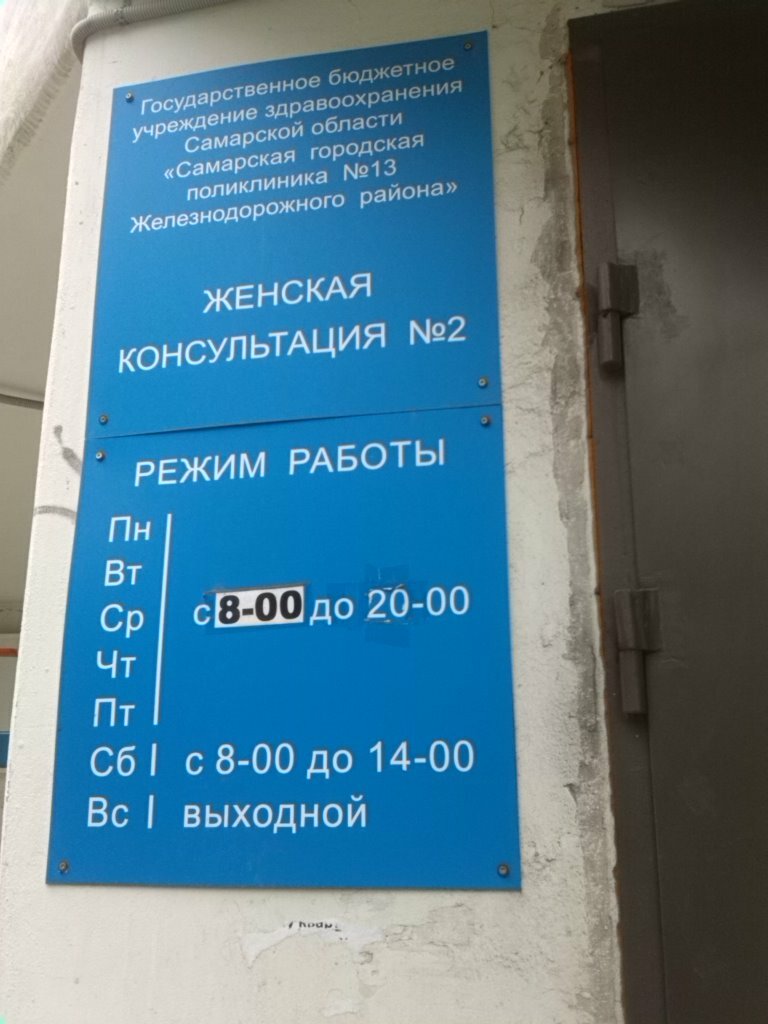 Государственное бюджетное
учреждение здравоохранения
Самарской области
«Самарская городская
поликлиника №13
Железнодорожного района»
ЖЕНСКАЯ
КОНСУЛЬТАЦИЯ №2
РЕЖИМ РАБОТЫ
Пн
Вт
Ср с 8-00 до 20-00
Чт
Пт
Сб с 8-00 до 14-00
Вс выходной